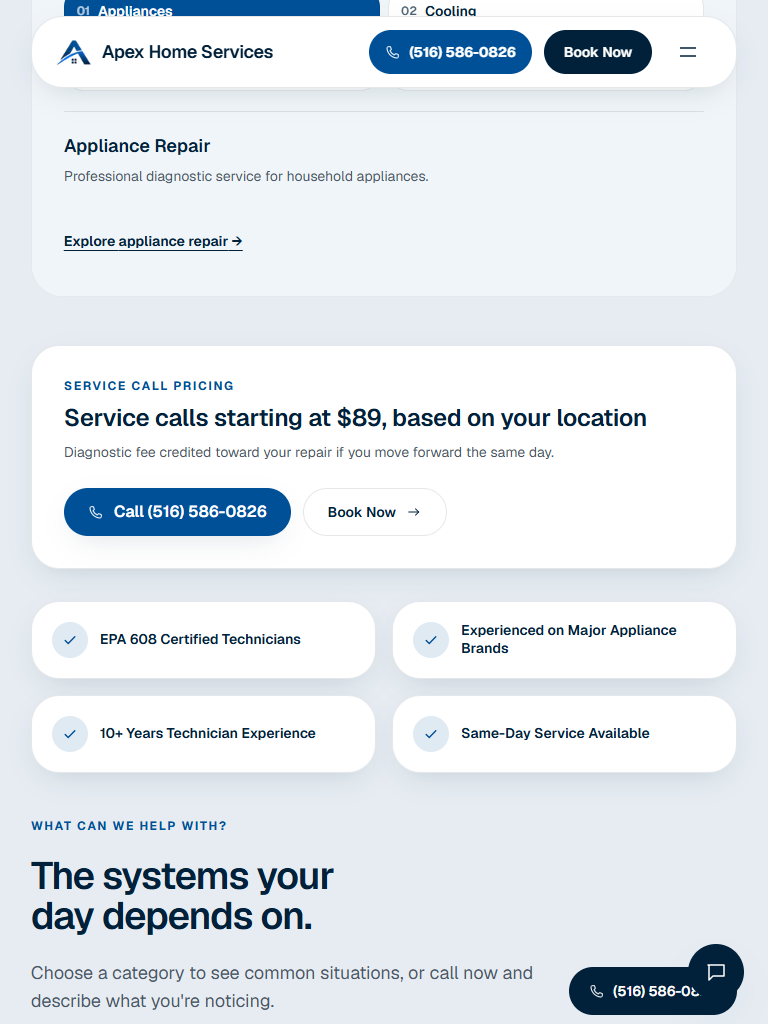 01 Appliances
02 Cooling
Apex Home Services
(516) 586-0826
Book Now
Appliance Repair
Professional diagnostic service for household appliances.
Explore appliance repair →
SERVICE CALL PRICING
Service calls starting at $89, based on your location
Diagnostic fee credited toward your repair if you move forward the same day.
Call (516) 586-0826
Book Now →
EPA 608 Certified Technicians
Experienced on Major Appliance
Brands
10+ Years Technician Experience
Same-Day Service Available
WHAT CAN WE HELP WITH?
The systems your
day depends on.
Choose a category to see common situations, or call now and
describe what you're noticing.
(516) 586-0